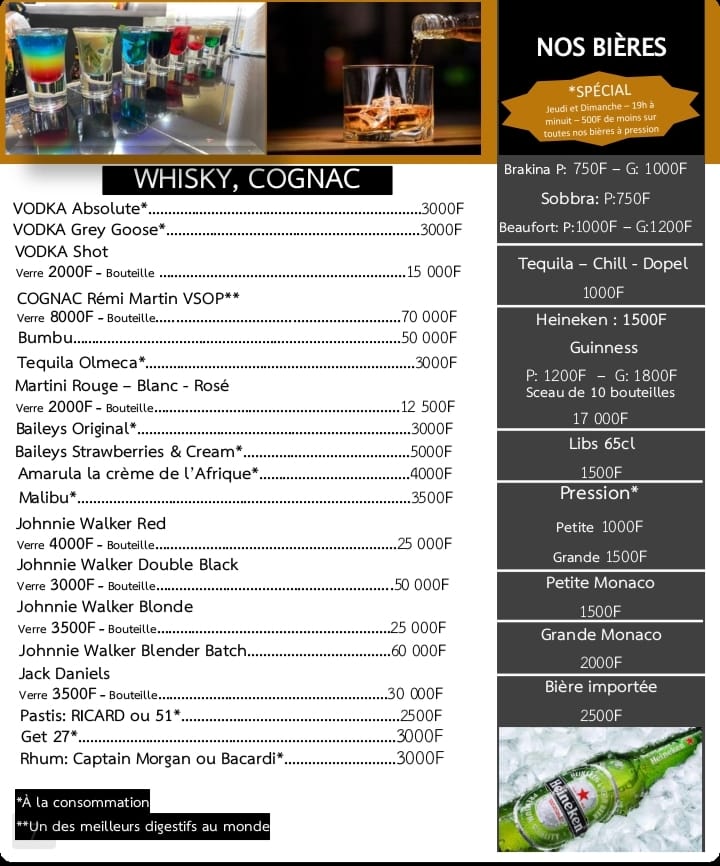 WHISKY, COGNAC
VODKA Absolute*..........3000F
VODKA Grey Goose*..........3000F
VODKA Shot
Verre 2000F - Bouteille ..........15 000F
COGNAC Rémi Martin VSOP**
Verre 8000F - Bouteille..........70 000F
Bumbu..........50 000F
Tequila Olmeca*..........3000F
Martini Rouge – Blanc - Rosé
Verre 2000F - Bouteille..........12 500F
Baileys Original*..........3000F
Baileys Strawberries & Cream*..........5000F
Amarula la crème de l'Afrique*..........4000F
Malibu*..........3500F
Johnnie Walker Red
Verre 4000F - Bouteille..........25 000F
Johnnie Walker Double Black
Verre 3000F - Bouteille..........50 000F
Johnnie Walker Blonde
Verre 3500F - Bouteille..........25 000F
Johnnie Walker Blender Batch..........60 000F
Jack Daniels
Verre 3500F - Bouteille..........30 000F
Pastis: RICARD ou 51*..........2500F
Get 27*..........3000F
Rhum: Captain Morgan ou Bacardi*..........3000F
*À la consommation
**Un des meilleurs digestifs au monde
NOS BIÈRES
*SPÉCIAL
Jeudi et Dimanche – 19h à
minuit – 500F de moins sur
toutes nos bières à pression
Brakina P: 750F – G: 1000F
Sobbra: P:750F
Beaufort: P:1000F – G:1200F
Tequila – Chill - Dopel
1000F
Heineken : 1500F
Guinness
P: 1200F – G: 1800F
Sceau de 10 bouteilles
17 000F
Libs 65cl
1500F
Pression*
Petite 1000F
Grande 1500F
Petite Monaco
1500F
Grande Monaco
2000F
Bière importée
2500F
Heineken
Heineken